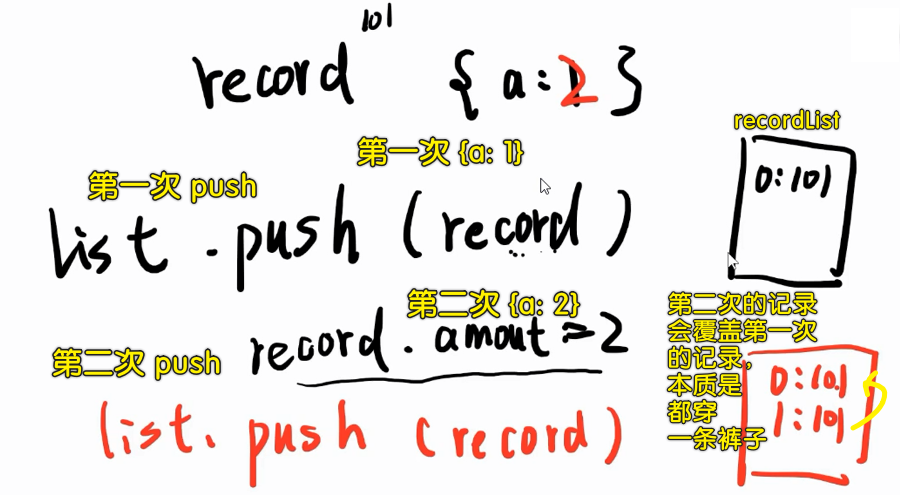 101
record {a:2}
recordList
第一次 {a: 1}
第一次 push
0:101
list.push (record)
第二次 {a: 2}
record.amout=2
第二次 push
第二次的记录
会覆盖第一次
的记录，
本质是
都穿
一条裤子
0:101
1:101
list.push (record)